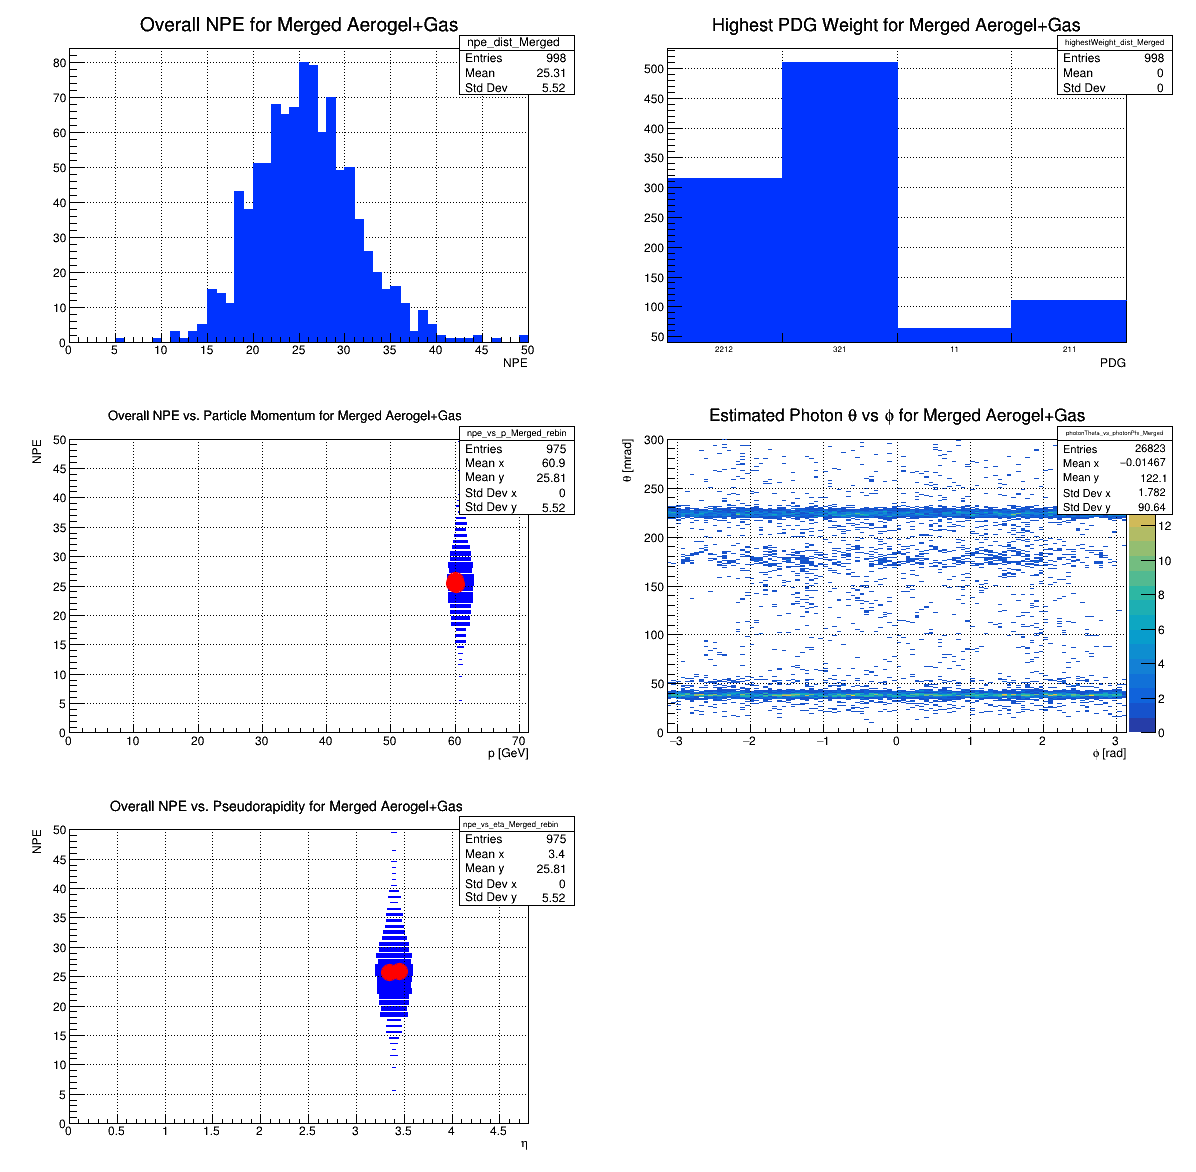 Overall NPE for Merged Aerogel+Gas
npe_dist_Merged
Entries 998
Mean 25.31
Std Dev 5.52
80
70
60
50
40
30
20
10
0
0 5 10 15 20 25 30 35 40 45 50
NPE
Highest PDG Weight for Merged Aerogel+Gas
highestWeight_dist_Merged
Entries 998
Mean 0
Std Dev 0
500
450
400
350
300
250
200
150
100
50
2212 321 11 211
PDG
Overall NPE vs. Particle Momentum for Merged Aerogel+Gas
npe_vs_p_Merged_rebin
Entries 975
Mean x 60.9
Mean y 25.81
Std Dev x 0
Std Dev y 5.52
NPE
50
45
40
35
30
25
20
15
10
5
0
0 10 20 30 40 50 60 70
p [GeV]
Estimated Photon θ vs ϕ for Merged Aerogel+Gas
photonTheta_vs_photonPhi_Merged
Entries 26823
Mean x −0.01467
Mean y 122.1
Std Dev x 1.782
Std Dev y 90.64
θ [mrad]
300
250
200
150
100
50
0
−3 −2 −1 0 1 2 3
ϕ [rad]
12
10
8
6
4
2
0
Overall NPE vs. Pseudorapidity for Merged Aerogel+Gas
npe_vs_eta_Merged_rebin
Entries 975
Mean x 3.4
Mean y 25.81
Std Dev x 0
Std Dev y 5.52
NPE
50
45
40
35
30
25
20
15
10
5
0
0 0.5 1 1.5 2 2.5 3 3.5 4 4.5
η